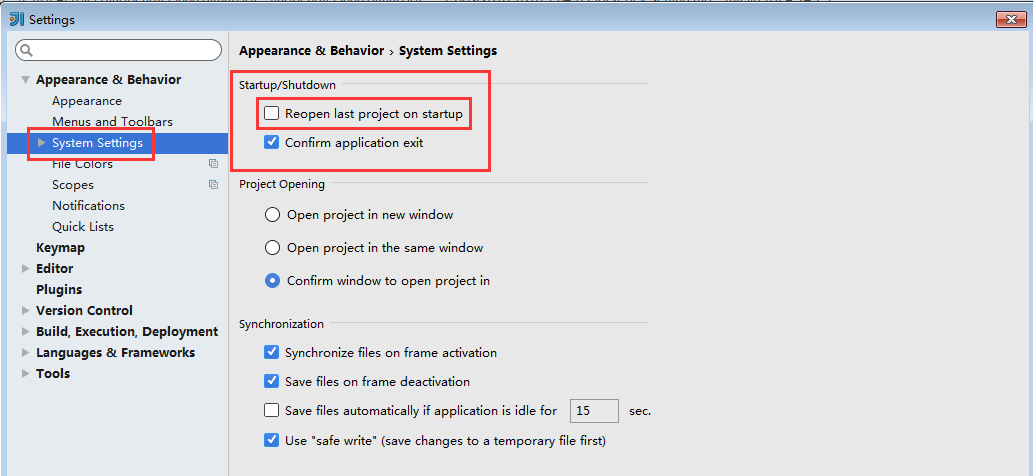 Settings
Appearance & Behavior
Appearance
Menus and Toolbars
System Settings
File Colors
Scopes
Notifications
Quick Lists
Keymap
Editor
Plugins
Version Control
Build, Execution, Deployment
Languages & Frameworks
Tools
Appearance & Behavior › System Settings
Startup/Shutdown
Reopen last project on startup
Confirm application exit
Project Opening
Open project in new window
Open project in the same window
Confirm window to open project in
Synchronization
Synchronize files on frame activation
Save files on frame deactivation
Save files automatically if application is idle for 15 sec.
Use "safe write" (save changes to a temporary file first)